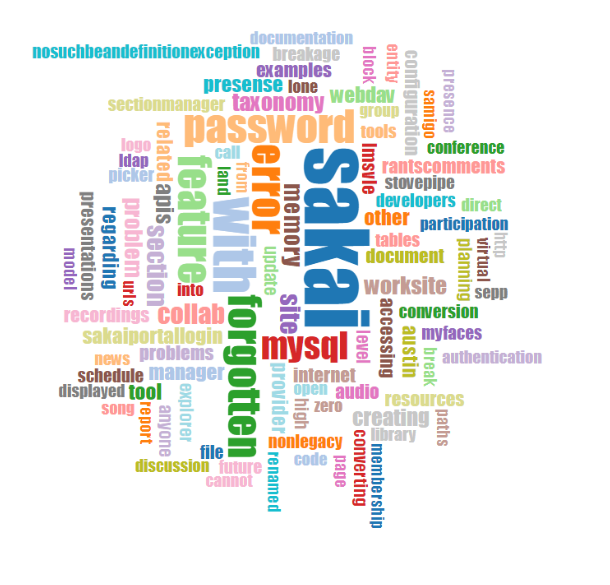 documentation
nosuchbeandefinitionexception
breakage
examples
block
entity
configuration
presence
presense
lone
webdav
samigo
sectionmanager
taxonomy
group
password
tools
conference
logo
related
call
error
lmsvle
rantscomments
ldap
picker
apis
feature
from
land
with
memory
sakai
stovepipe
developers
direct
presentations
regarding
problem
section
other
participation
tables
http
virtual
planning
document
update
model
urls
into
site
worksite
sepp
recordings
collab
forgotten
accessing
conversion
sakaiportallogin
mysql
level
austin
myfaces
news
problems
break
authentication
schedule
manager
provider
internet
displayed
tool
explorer
open
audio
resources
song
report
anyone
high
zero
creating
paths
library
nonlegacy
file
discussion
future
cannot
renamed
code
page
converting
membership